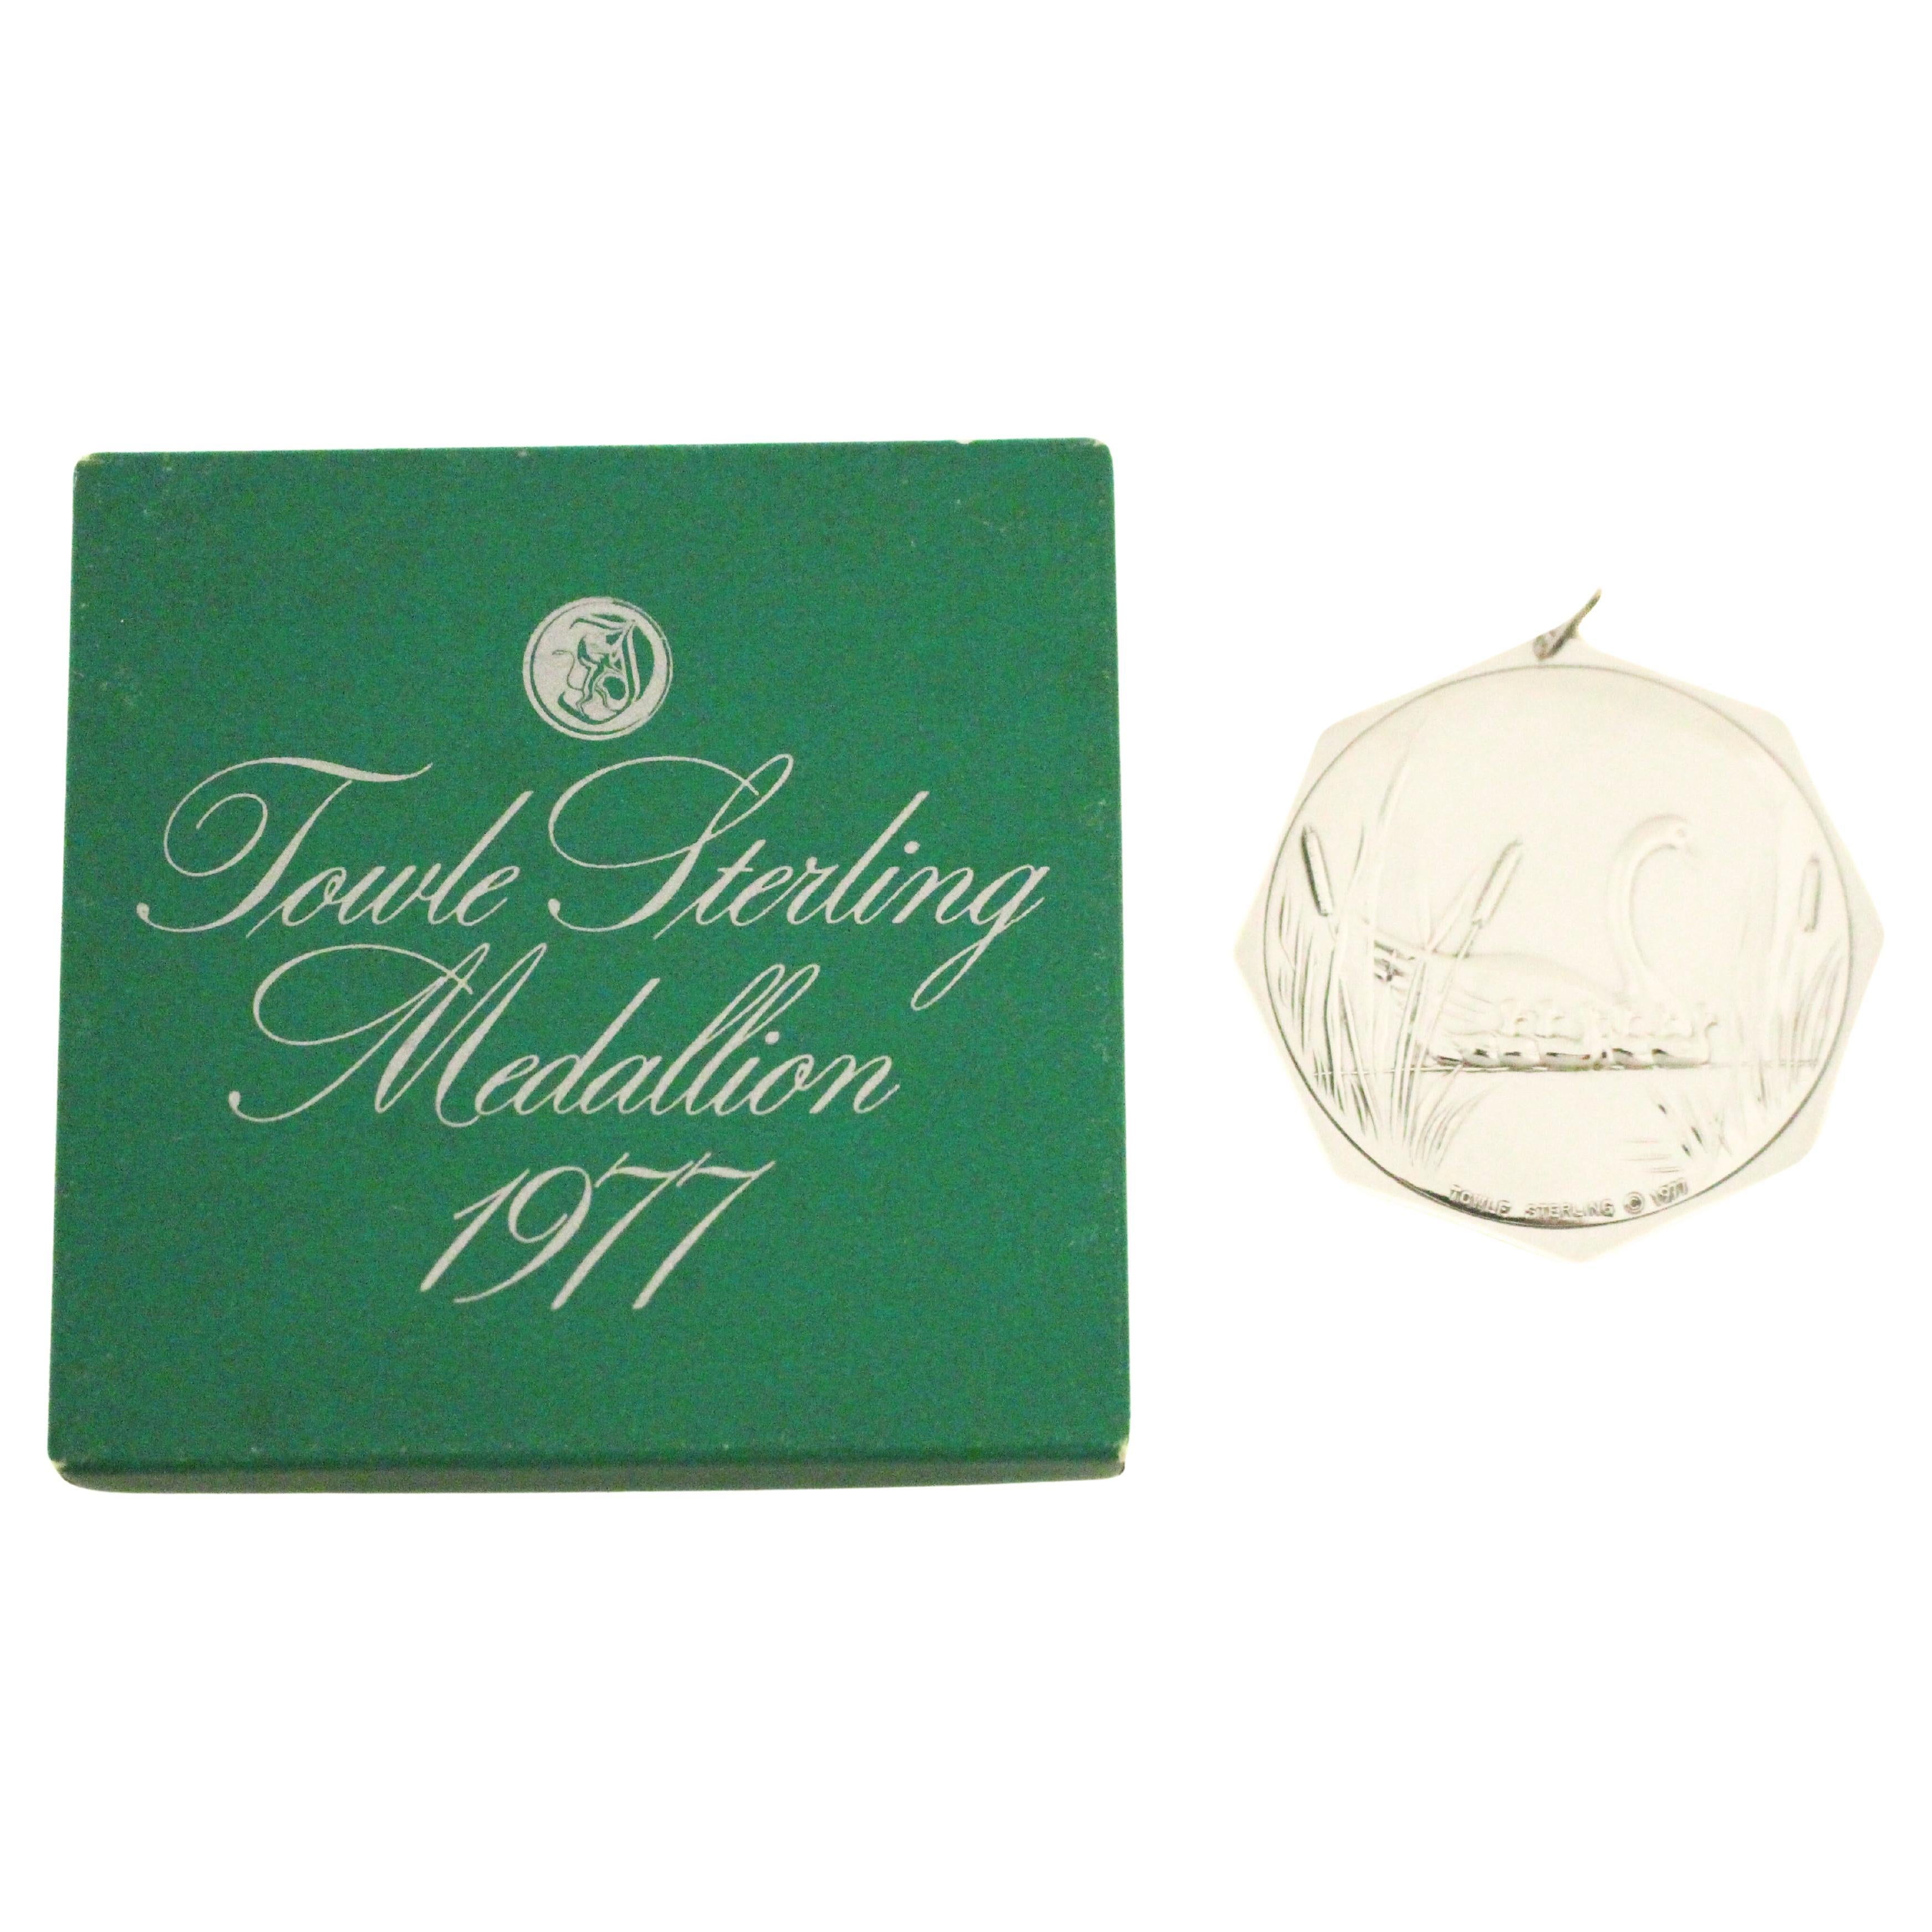 Towle Sterling
Medallion
1977
TOWLE STERLING © 1977